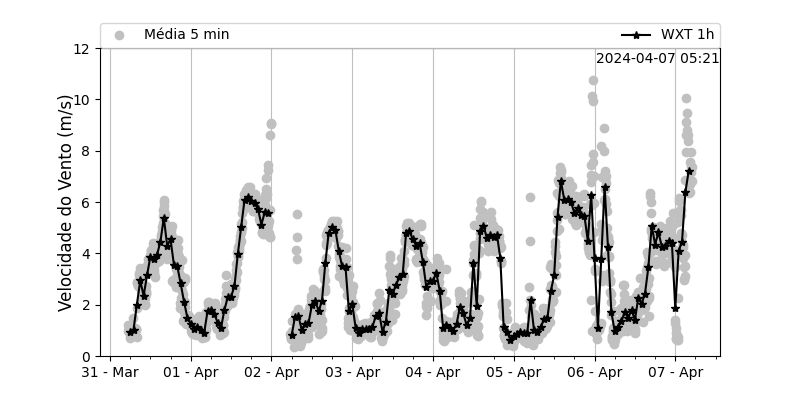 Média 5 min
WXT 1h
2024-04-07 05:21
Velocidade do Vento (m/s)
12
10
8
6
4
2
0
31 - Mar
01 - Apr
02 - Apr
03 - Apr
04 - Apr
05 - Apr
06 - Apr
07 - Apr